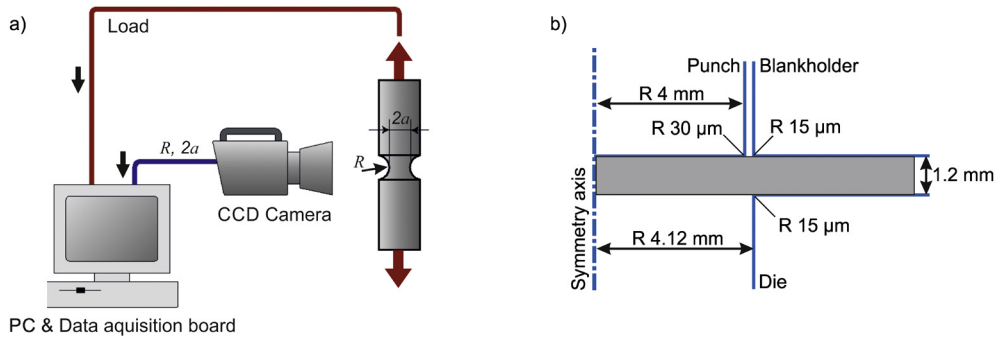 a)
Load
2a
R
R, 2a
CCD Camera
PC & Data aquisition board
b)
Punch
Blankholder
R 4 mm
R 30 µm
R 15 µm
1.2 mm
R 15 µm
R 4.12 mm
Symmetry axis
Die